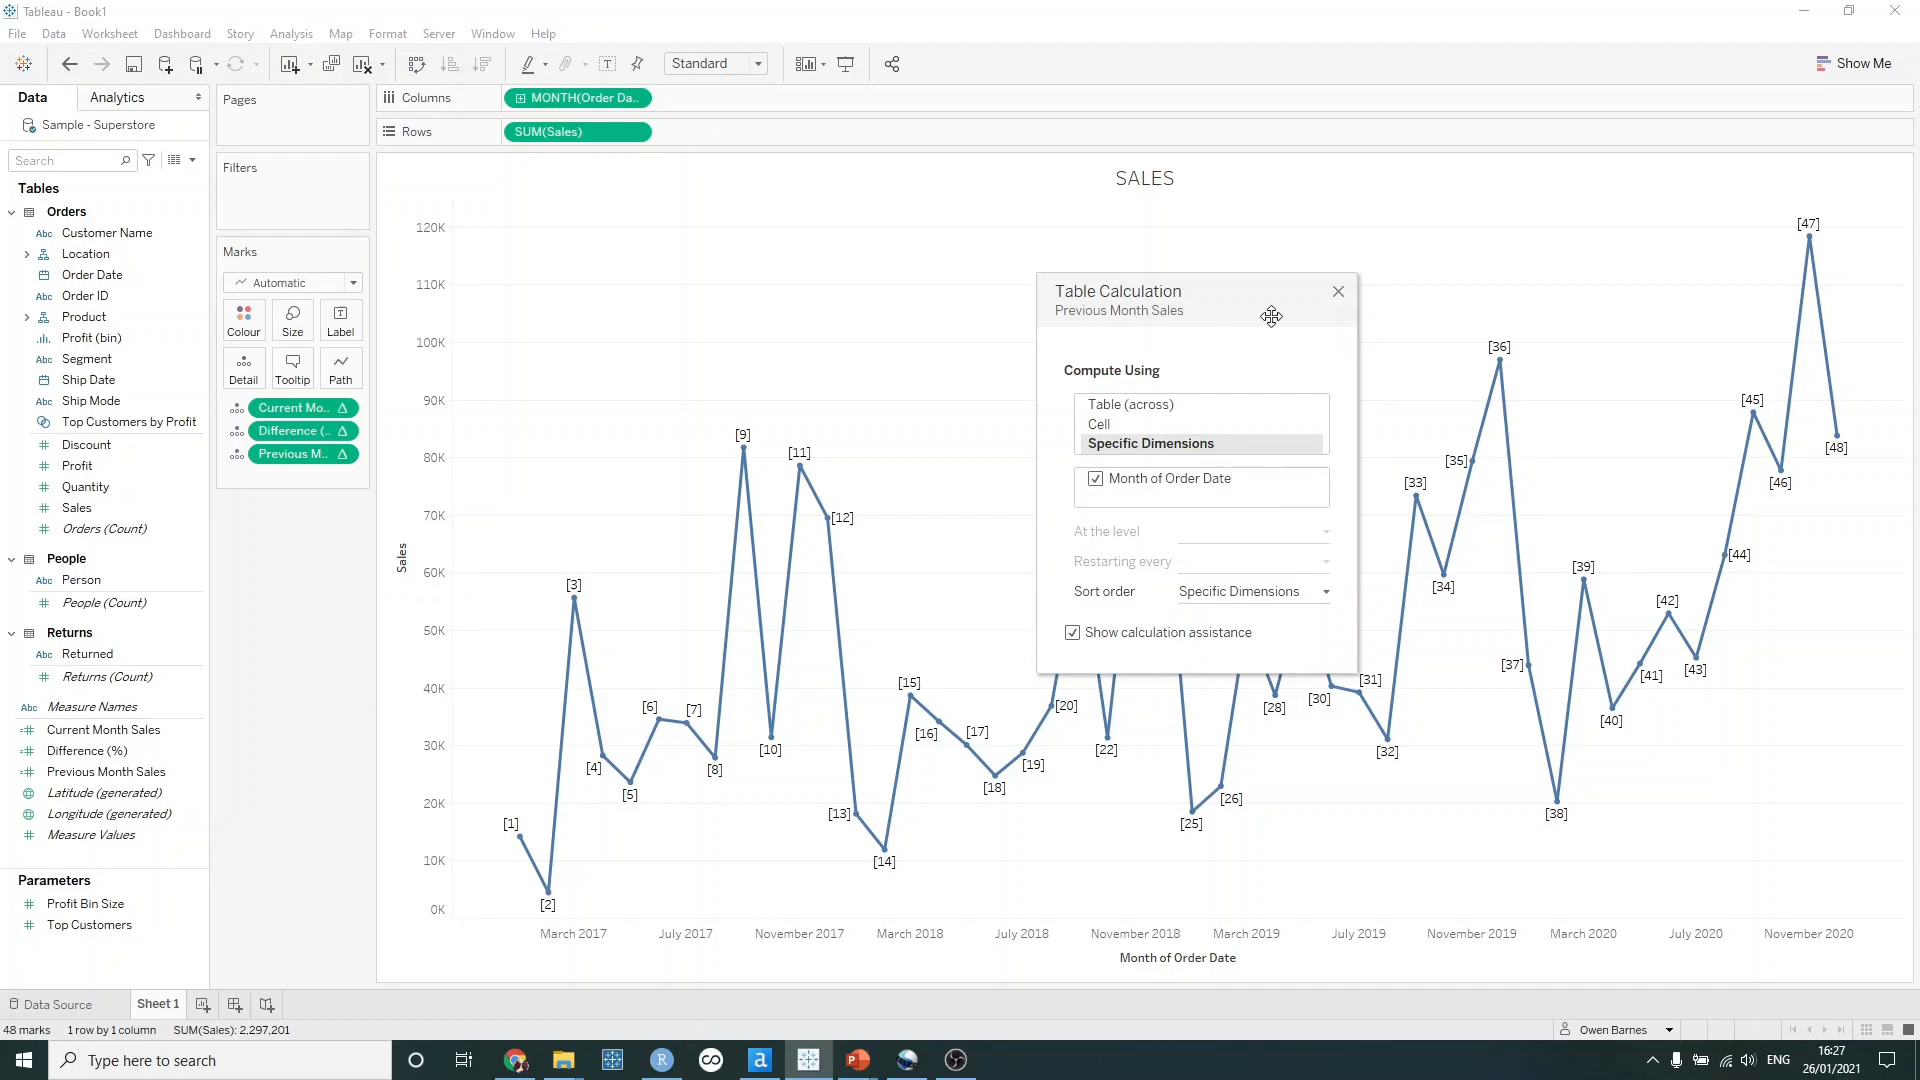 Tableau - Book1
File Data Worksheet Dashboard Story Analysis Map Format Server Window Help
Standard
Show Me
Data Analytics
Sample - Superstore
Search
Tables
Orders
Abc Customer Name
Location
Order Date
Abc Order ID
Product
Profit (bin)
Abc Segment
Ship Date
Abc Ship Mode
Top Customers by Profit
Discount
Profit
Quantity
Sales
Orders (Count)
People
Abc Person
People (Count)
Returns
Abc Returned
Returns (Count)
Abc Measure Names
Current Month Sales
Difference (%)
Previous Month Sales
Latitude (generated)
Longitude (generated)
Measure Values
Parameters
Profit Bin Size
Top Customers
Pages
Filters
Marks
Automatic
Colour Size Label
Detail Tooltip Path
Current Mo..
Difference (..
Previous M..
Columns MONTH(Order Da..
Rows SUM(Sales)
SALES
120K
110K
100K
90K
80K
70K
60K
50K
40K
30K
20K
10K
0K
Sales
[1]
[2]
[3]
[4]
[5]
[6]
[7]
[8]
[9]
[10]
[11]
[12]
[13]
[14]
[15]
[16]
[17]
[18]
[19]
[20]
[22]
[25]
[26]
[28]
[30]
[31]
[32]
[33]
[34]
[35]
[36]
[37]
[38]
[39]
[40]
[41]
[42]
[43]
[44]
[45]
[46]
[47]
[48]
March 2017 July 2017 November 2017 March 2018 July 2018 November 2018 March 2019 July 2019 November 2019 March 2020 July 2020 November 2020
Month of Order Date
Table Calculation
Previous Month Sales
Compute Using
Table (across)
Cell
Specific Dimensions
Month of Order Date
At the level
Restarting every
Sort order Specific Dimensions
Show calculation assistance
Data Source Sheet 1
48 marks 1 row by 1 column SUM(Sales): 2,297,201
Owen Barnes
Type here to search
ENG
16:27
26/01/2021